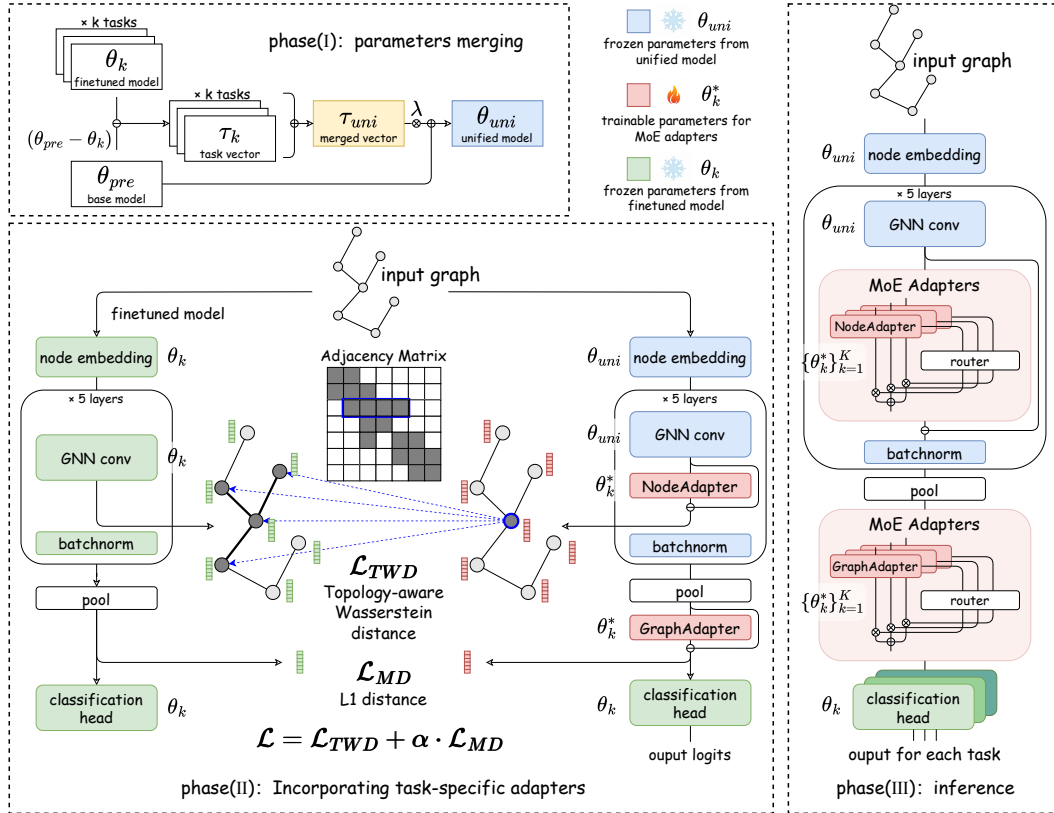 × k tasks
θ_k
finetuned model
phase(I): parameters merging
(θ_pre − θ_k)
× k tasks
τ_k
task vector
τ_uni
merged vector
λ
θ_uni
unified model
θ_pre
base model
θ_uni
frozen parameters from
unified model
θ*_k
trainable parameters for
MoE adapters
θ_k
frozen parameters from
finetuned model
input graph
finetuned model
node embedding
θ_k
× 5 layers
GNN conv
θ_k
batchnorm
pool
classification
head
θ_k
Adjacency Matrix
𝓛_TWD
Topology-aware
Wasserstein
distance
𝓛_MD
L1 distance
𝓛 = 𝓛_TWD + α · 𝓛_MD
θ_uni
node embedding
× 5 layers
θ_uni
GNN conv
θ*_k
NodeAdapter
batchnorm
pool
θ*_k
GraphAdapter
θ_k
classification
head
ouput logits
phase(II): Incorporating task-specific adapters
input graph
θ_uni
node embedding
× 5 layers
θ_uni
GNN conv
MoE Adapters
NodeAdapter
router
{θ*_k}^K_{k=1}
batchnorm
pool
MoE Adapters
GraphAdapter
router
{θ*_k}^K_{k=1}
θ_k
classification
head
ouput for each task
phase(III): inference